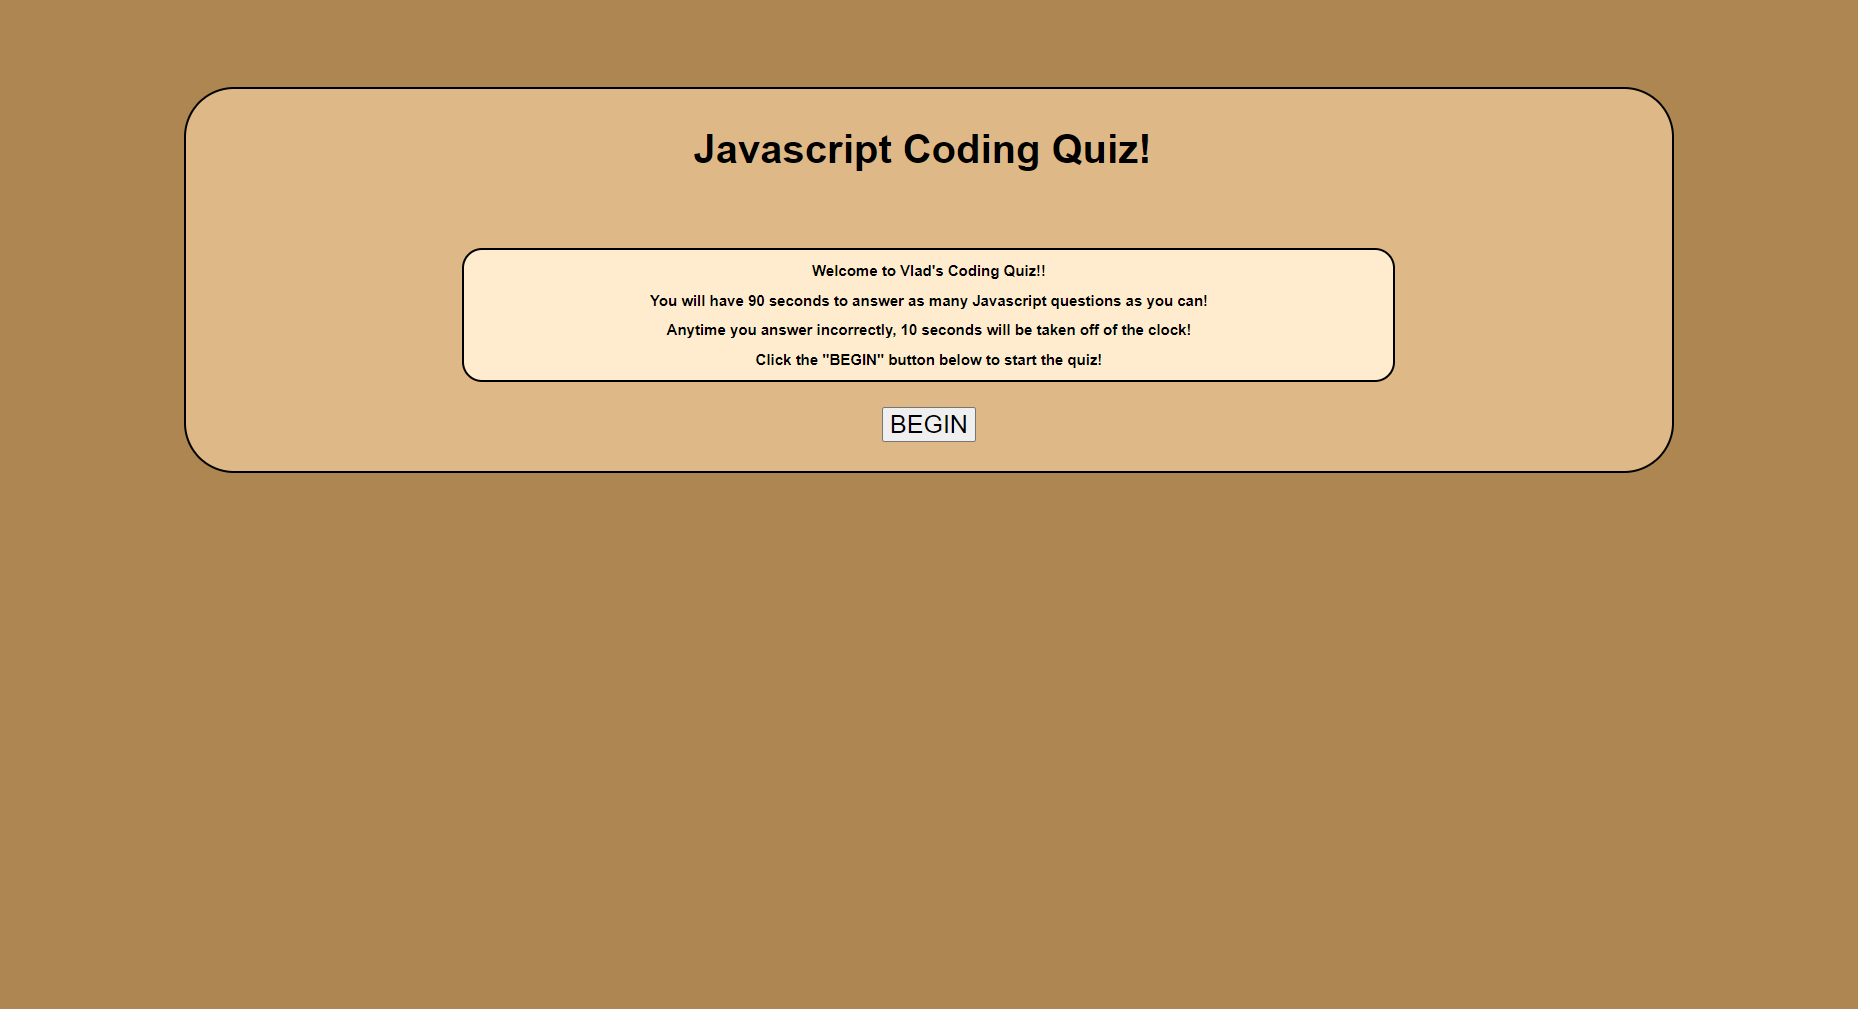 Javascript Coding Quiz!
Welcome to Vlad's Coding Quiz!!
You will have 90 seconds to answer as many Javascript questions as you can!
Anytime you answer incorrectly, 10 seconds will be taken off of the clock!
Click the "BEGIN" button below to start the quiz!
BEGIN